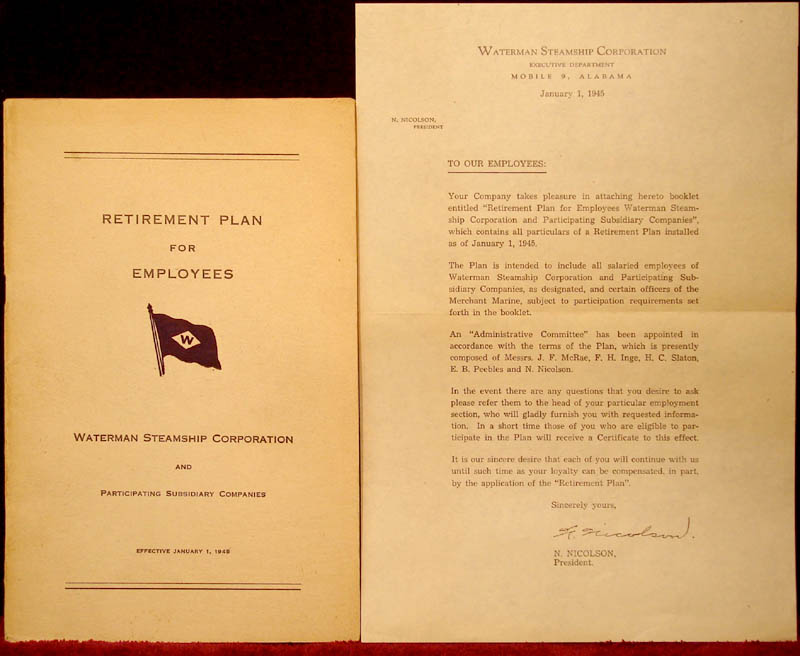 RETIREMENT PLAN
FOR
EMPLOYEES
W
WATERMAN STEAMSHIP CORPORATION
AND
PARTICIPATING SUBSIDIARY COMPANIES
EFFECTIVE JANUARY 1, 1945
WATERMAN STEAMSHIP CORPORATION
EXECUTIVE DEPARTMENT
MOBILE 9, ALABAMA
January 1, 1945
N. NICOLSON,
PRESIDENT
TO OUR EMPLOYEES:
Your Company takes pleasure in attaching hereto booklet
entitled "Retirement Plan for Employees Waterman Steam-
ship Corporation and Participating Subsidiary Companies",
which contains all particulars of a Retirement Plan installed
as of January 1, 1945.
The Plan is intended to include all salaried employees of
Waterman Steamship Corporation and Participating Sub-
sidiary Companies, as designated, and certain officers of the
Merchant Marine, subject to participation requirements set
forth in the booklet.
An "Administrative Committee" has been appointed in
accordance with the terms of the Plan, which is presently
composed of Messrs. J. F. McRae, F. H. Inge, H. C. Slaton,
E. B. Peebles and N. Nicolson.
In the event there are any questions that you desire to ask
please refer them to the head of your particular employment
section, who will gladly furnish you with requested informa-
tion. In a short time those of you who are eligible to par-
ticipate in the Plan will receive a Certificate to this effect.
It is our sincere desire that each of you will continue with us
until such time as your loyalty can be compensated, in part,
by the application of the "Retirement Plan".
Sincerely yours,
N. Nicolson.
N. NICOLSON,
President.